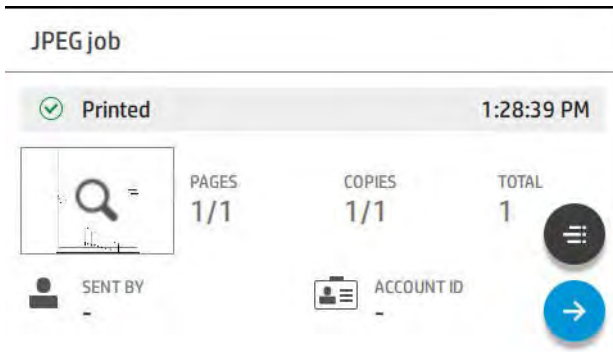 JPEG job
Printed 1:28:39 PM
PAGES COPIES TOTAL
1/1 1/1 1
SENT BY ACCOUNT ID
- -